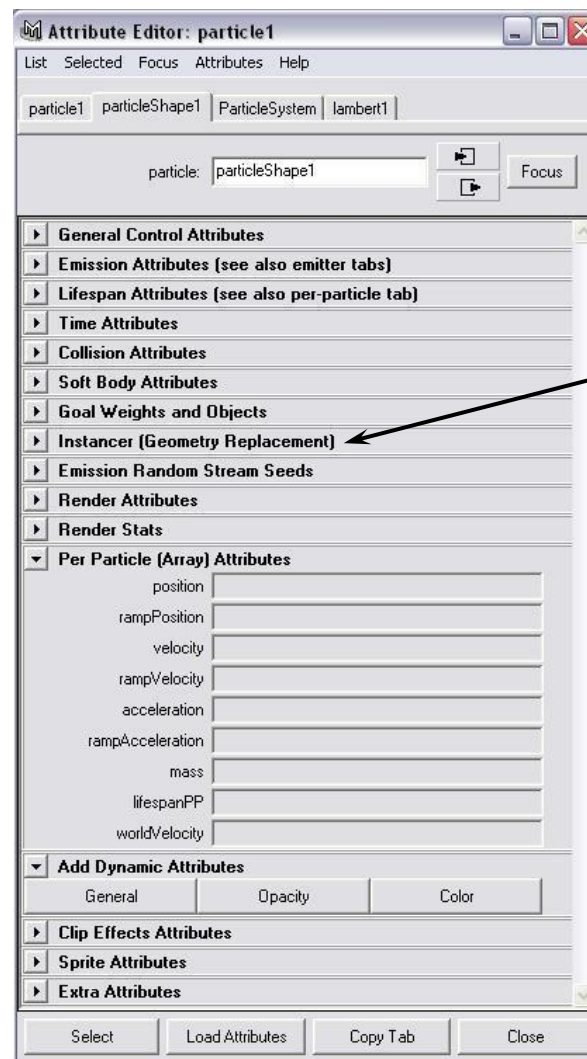 Attribute Editor: particle1
List Selected Focus Attributes Help
particle1 particleShape1 ParticleSystem lambert1
particle: particleShape1
Focus
General Control Attributes
Emission Attributes (see also emitter tabs)
Lifespan Attributes (see also per-particle tab)
Time Attributes
Collision Attributes
Soft Body Attributes
Goal Weights and Objects
Instancer (Geometry Replacement)
Emission Random Stream Seeds
Render Attributes
Render Stats
Per Particle (Array) Attributes
position
rampPosition
velocity
rampVelocity
acceleration
rampAcceleration
mass
lifespanPP
worldVelocity
Add Dynamic Attributes
General Opacity Color
Clip Effects Attributes
Sprite Attributes
Extra Attributes
Select Load Attributes Copy Tab Close